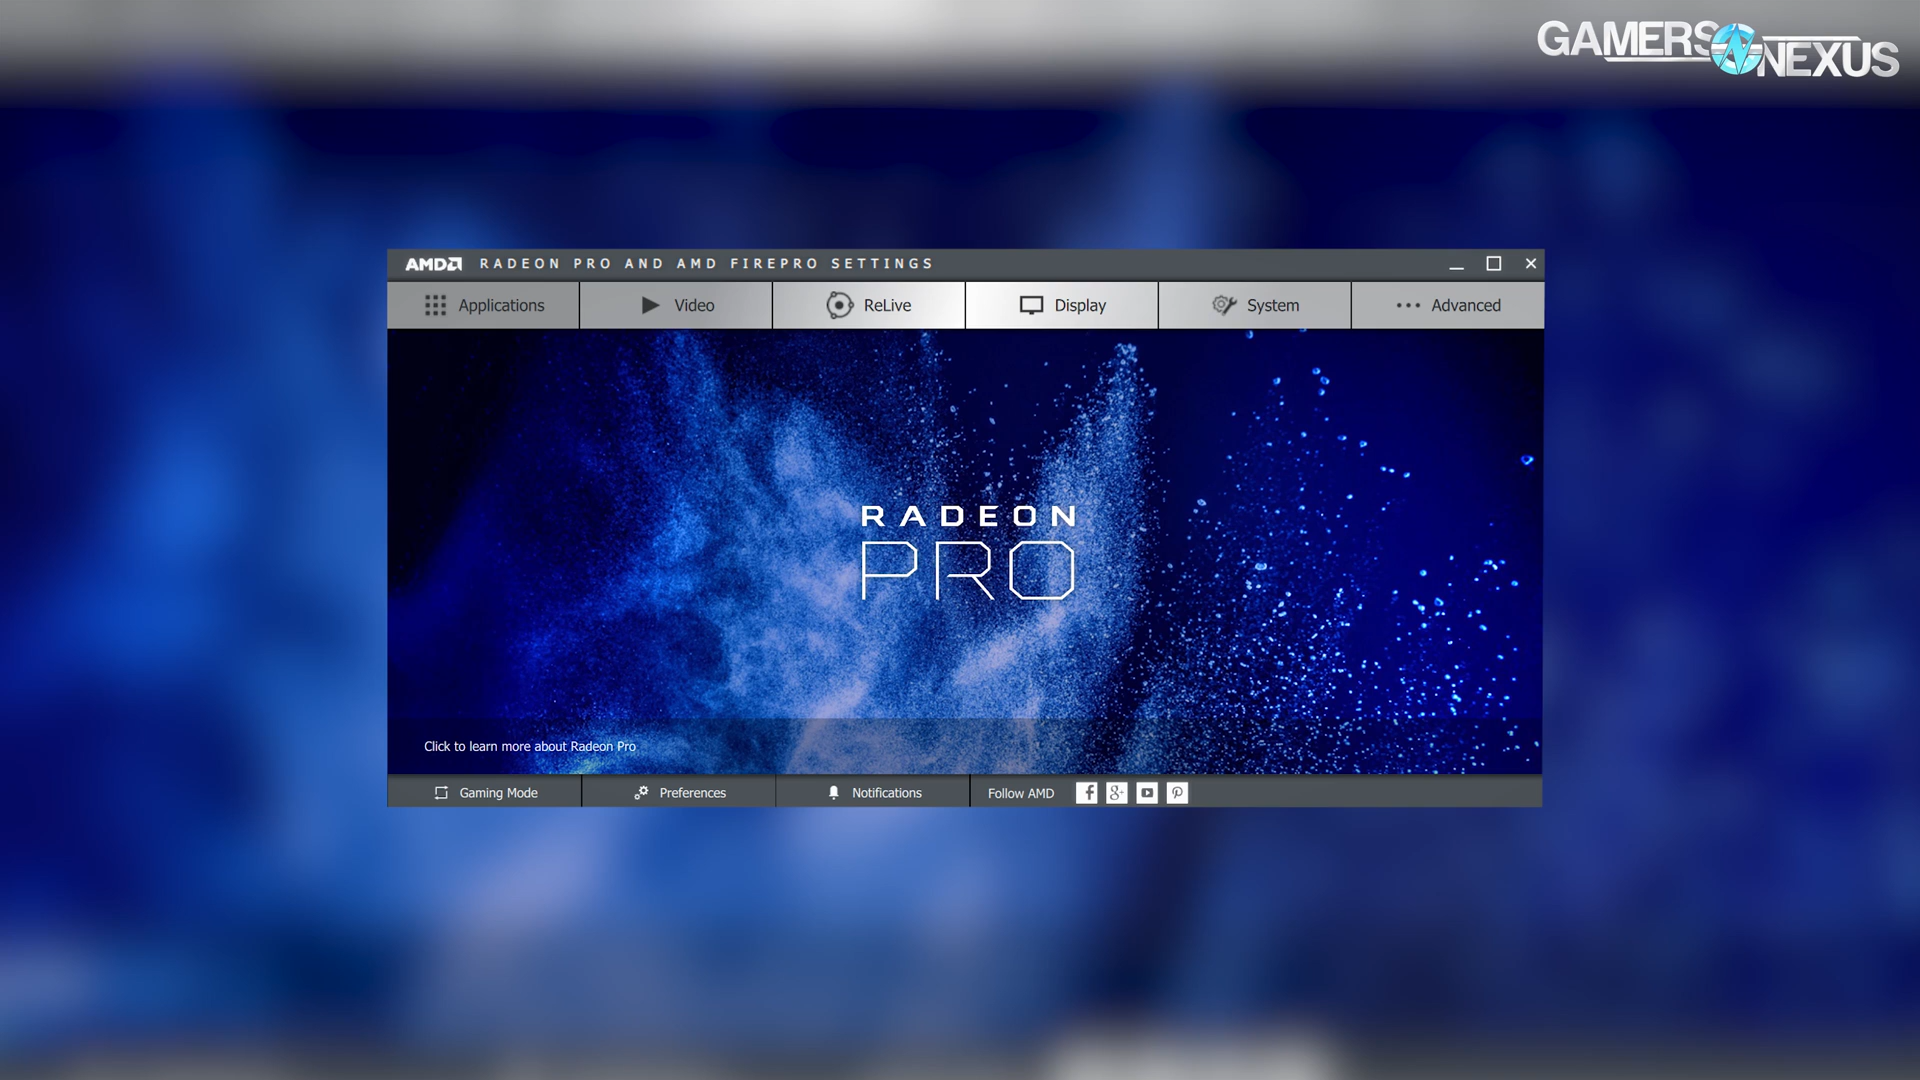 GAMERS NEXUS
AMD RADEON PRO AND AMD FIREPRO SETTINGS
Applications Video ReLive Display System Advanced
RADEON
PRO
Click to learn more about Radeon Pro
Gaming Mode Preferences Notifications Follow AMD f g+